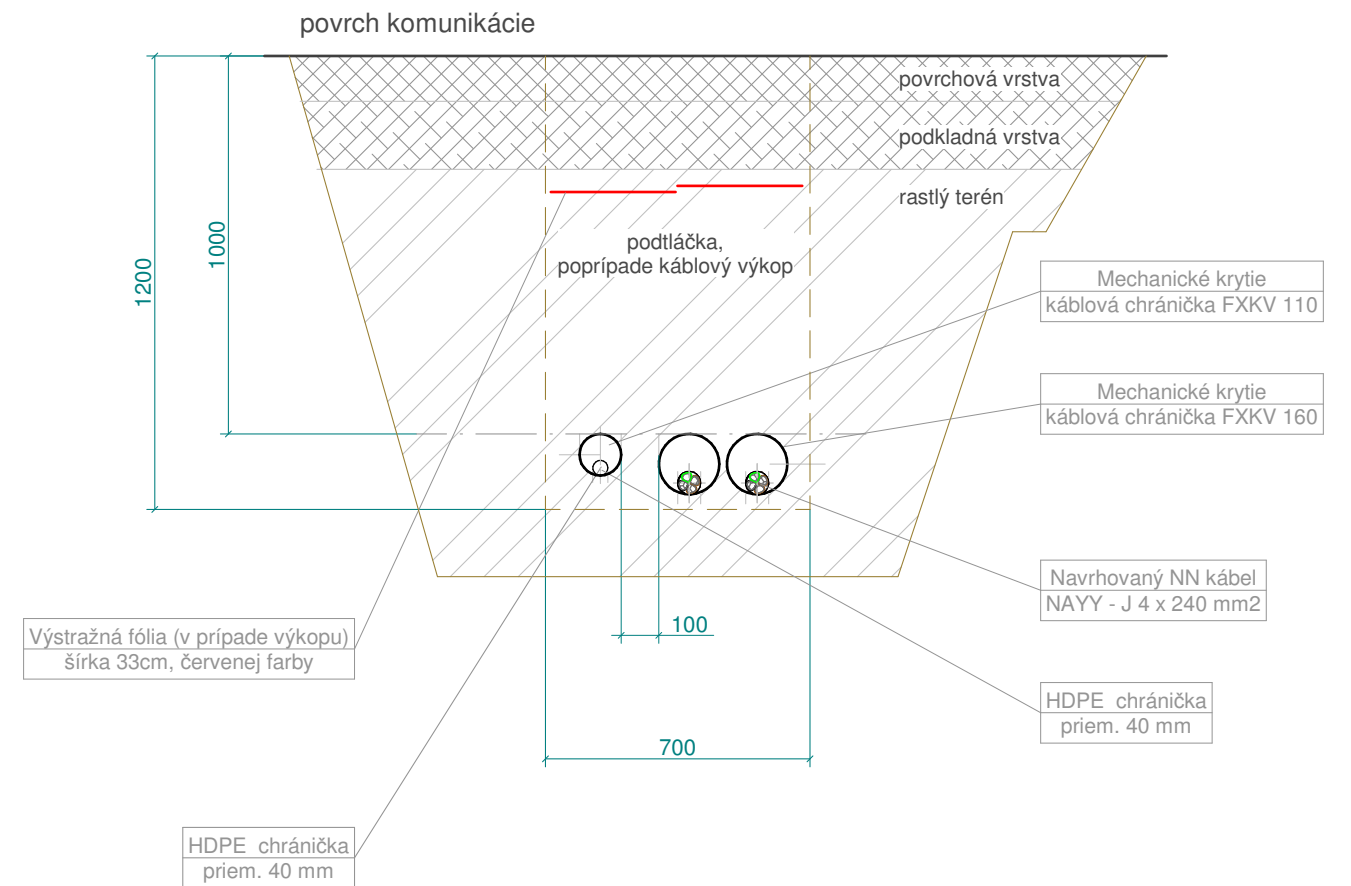 povrch komunikácie
povrchová vrstva
podkladná vrstva
rastlý terén
podtláčka,
poprípade káblový výkop
1000
1200
Mechanické krytie
káblová chránička FXKV 110
Mechanické krytie
káblová chránička FXKV 160
Navrhovaný NN kábel
NAYY - J 4 x 240 mm2
100
Výstražná fólia (v prípade výkopu)
šírka 33cm, červenej farby
HDPE  chránička
priem. 40 mm
700
HDPE  chránička
priem. 40 mm